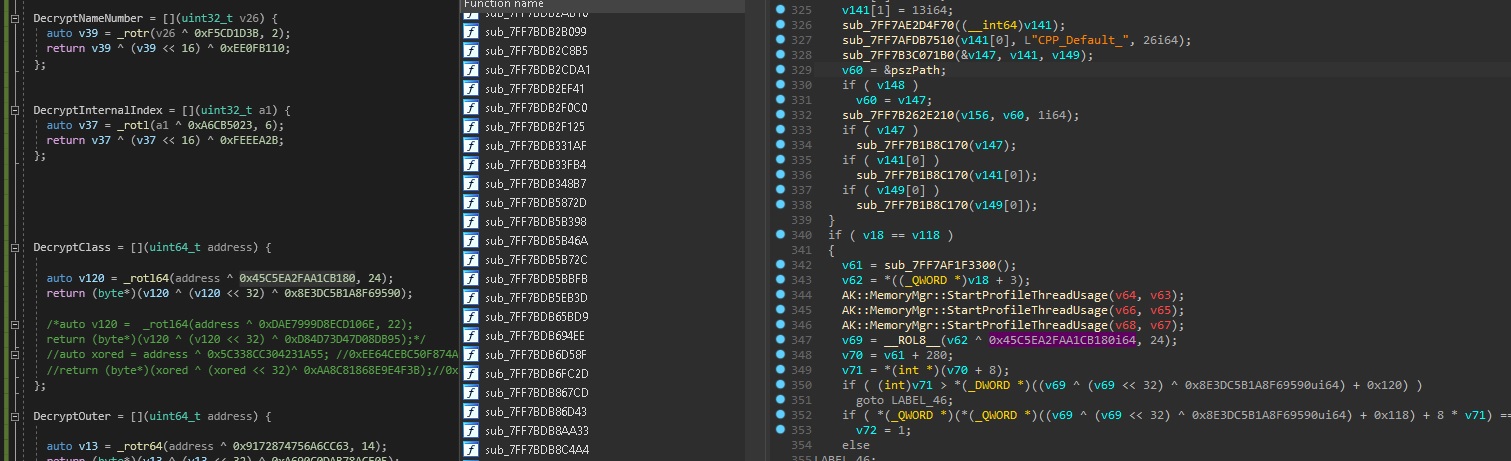 DecryptNameNumber = [](uint32_t v26) {
auto v39 = _rotr(v26 ^ 0xF5CD1D3B, 2);
return v39 ^ (v39 << 16) ^ 0xEE0FB110;
};
DecryptInternalIndex = [](uint32_t a1) {
auto v37 = _rotl(a1 ^ 0xA6CB5023, 6);
return v37 ^ (v37 << 16) ^ 0xFEEEA2B;
};
DecryptClass = [](uint64_t address) {
auto v120 = _rotl64(address ^ 0x45C5EA2FAA1CB180, 24);
return (byte*)(v120 ^ (v120 << 32) ^ 0x8E3DC5B1A8F69590);
/*auto v120 = _rotl64(address ^ 0xDAE7999D8ECD106E, 22);
return (byte*)(v120 ^ (v120 << 32) ^ 0xD84D73D47D08DB95);*/
//auto xored = address ^ 0x5C338CC304231A55; //0xEE64CEBC50F874A
//return (byte*)(xored ^ (xored << 32)^ 0xAA8C81868E9E4F3B);//0x
};
DecryptOuter = [](uint64_t address) {
auto v13 = _rotr64(address ^ 0x9172874756A6CC63, 14);
Function name
sub_7FF7BDB2AB10
sub_7FF7BDB2B099
sub_7FF7BDB2C8B5
sub_7FF7BDB2CDA1
sub_7FF7BDB2EF41
sub_7FF7BDB2F0C0
sub_7FF7BDB2F125
sub_7FF7BDB331AF
sub_7FF7BDB33FB4
sub_7FF7BDB348B7
sub_7FF7BDB5872D
sub_7FF7BDB5B398
sub_7FF7BDB5B46A
sub_7FF7BDB5B72C
sub_7FF7BDB5BBFB
sub_7FF7BDB5EB3D
sub_7FF7BDB65BD9
sub_7FF7BDB694EE
sub_7FF7BDB6D58F
sub_7FF7BDB6FC2D
sub_7FF7BDB867CD
sub_7FF7BDB86D43
sub_7FF7BDB8AA33
sub_7FF7BDB8C4A4
325 v141[1] = 13i64;
326 sub_7FF7AE2D4F70((__int64)v141);
327 sub_7FF7AFDB7510(v141[0], L"CPP_Default_", 26i64);
328 sub_7FF7B3C071B0(&v147, v141, v149);
329 v60 = &pszPath;
330 if ( v148 )
331 v60 = v147;
332 sub_7FF7B262E210(v156, v60, 1i64);
333 if ( v147 )
334 sub_7FF7B1B8C170(v147);
335 if ( v141[0] )
336 sub_7FF7B1B8C170(v141[0]);
337 if ( v149[0] )
338 sub_7FF7B1B8C170(v149[0]);
339 }
340 if ( v18 == v118 )
341 {
342 v61 = sub_7FF7AF1F3300();
343 v62 = *((_QWORD *)v18 + 3);
344 AK::MemoryMgr::StartProfileThreadUsage(v64, v63);
345 AK::MemoryMgr::StartProfileThreadUsage(v66, v65);
346 AK::MemoryMgr::StartProfileThreadUsage(v68, v67);
347 v69 = __ROL8__(v62 ^ 0x45C5EA2FAA1CB180i64, 24);
348 v70 = v61 + 280;
349 v71 = *(int *)(v70 + 8);
350 if ( (int)v71 > *(_DWORD *)((v69 ^ (v69 << 32) ^ 0x8E3DC5B1A8F69590ui64) + 0x120) )
351 goto LABEL_46;
352 if ( *(_QWORD *)(*(_QWORD *)((v69 ^ (v69 << 32) ^ 0x8E3DC5B1A8F69590ui64) + 0x118) + 8 * v71) ==
353 v72 = 1;
354 else
355 LABEL_46: